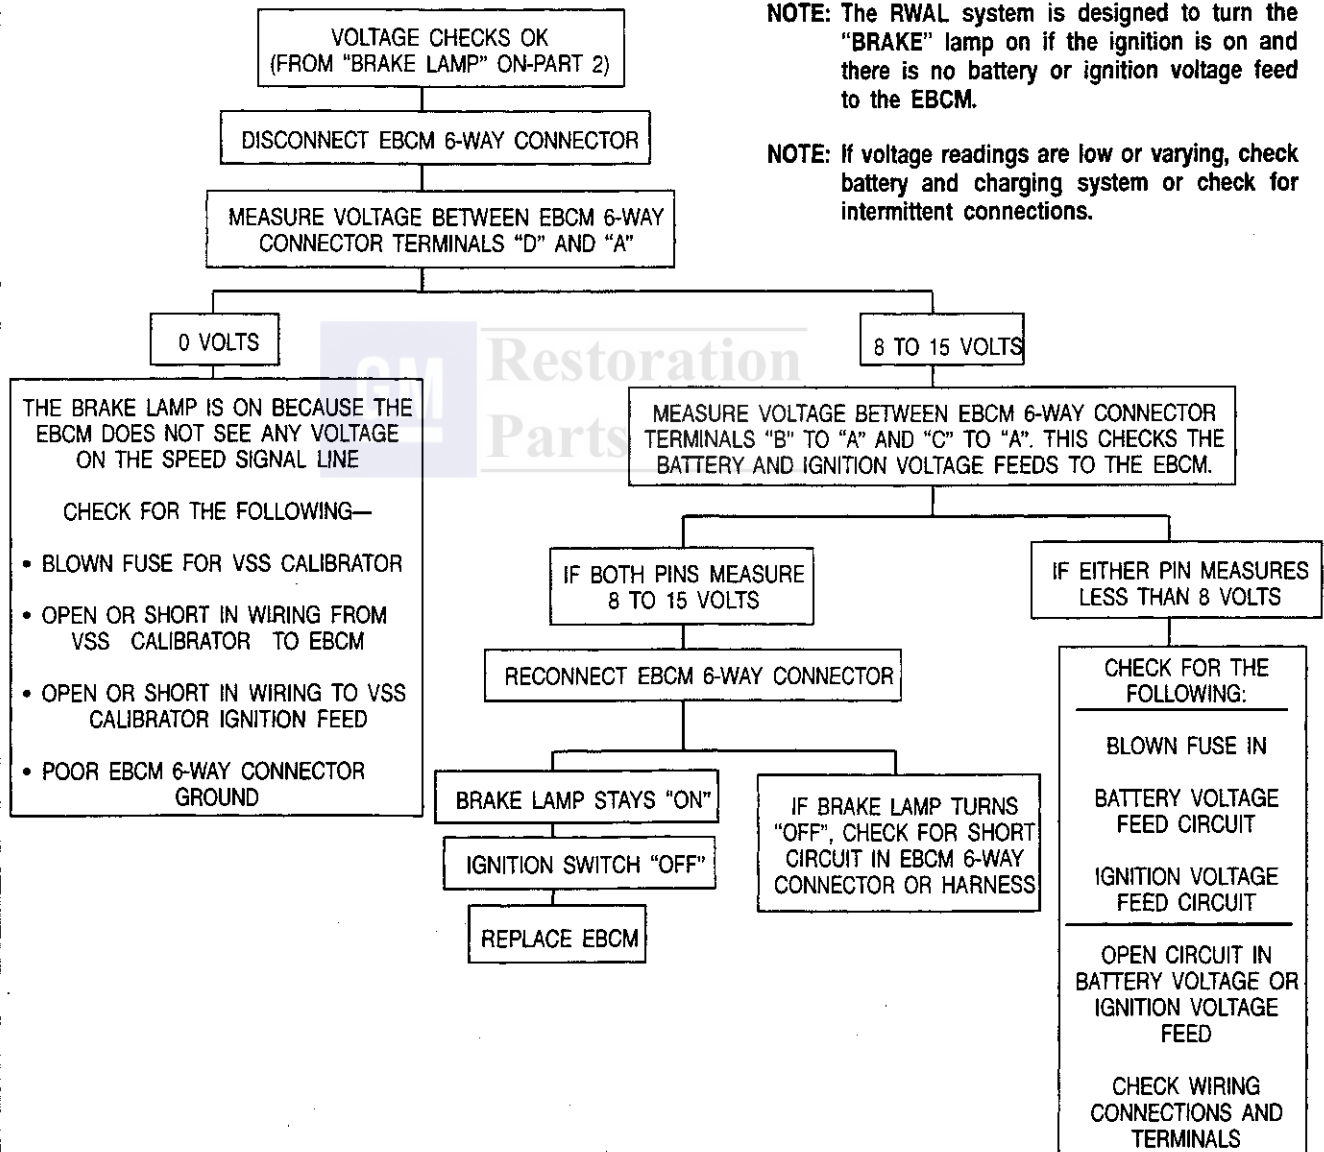 VOLTAGE CHECKS OK
(FROM “BRAKE LAMP” ON-PART 2)
NOTE: The RWAL system is designed to turn the
“BRAKE” lamp on if the ignition is on and
there is no battery or ignition voltage feed
to the EBCM.
NOTE: If voltage readings are low or varying, check
battery and charging system or check for
intermittent connections.
DISCONNECT EBCM 6-WAY CONNECTOR
MEASURE VOLTAGE BETWEEN EBCM 6-WAY
CONNECTOR TERMINALS “D” AND “A”
0 VOLTS
8 TO 15 VOLTS
GM
Restoration
Parts
THE BRAKE LAMP IS ON BECAUSE THE
EBCM DOES NOT SEE ANY VOLTAGE
ON THE SPEED SIGNAL LINE
CHECK FOR THE FOLLOWING—
• BLOWN FUSE FOR VSS CALIBRATOR
• OPEN OR SHORT IN WIRING FROM
VSS CALIBRATOR TO EBCM
• OPEN OR SHORT IN WIRING TO VSS
CALIBRATOR IGNITION FEED
• POOR EBCM 6-WAY CONNECTOR
GROUND
MEASURE VOLTAGE BETWEEN EBCM 6-WAY CONNECTOR
TERMINALS “B” TO “A” AND “C” TO “A”. THIS CHECKS THE
BATTERY AND IGNITION VOLTAGE FEEDS TO THE EBCM.
IF BOTH PINS MEASURE
8 TO 15 VOLTS
IF EITHER PIN MEASURES
LESS THAN 8 VOLTS
RECONNECT EBCM 6-WAY CONNECTOR
BRAKE LAMP STAYS “ON”
IGNITION SWITCH “OFF”
REPLACE EBCM
IF BRAKE LAMP TURNS
“OFF”, CHECK FOR SHORT
CIRCUIT IN EBCM 6-WAY
CONNECTOR OR HARNESS
CHECK FOR THE
FOLLOWING:
BLOWN FUSE IN
BATTERY VOLTAGE
FEED CIRCUIT
IGNITION VOLTAGE
FEED CIRCUIT
OPEN CIRCUIT IN
BATTERY VOLTAGE OR
IGNITION VOLTAGE
FEED
CHECK WIRING
CONNECTIONS AND
TERMINALS